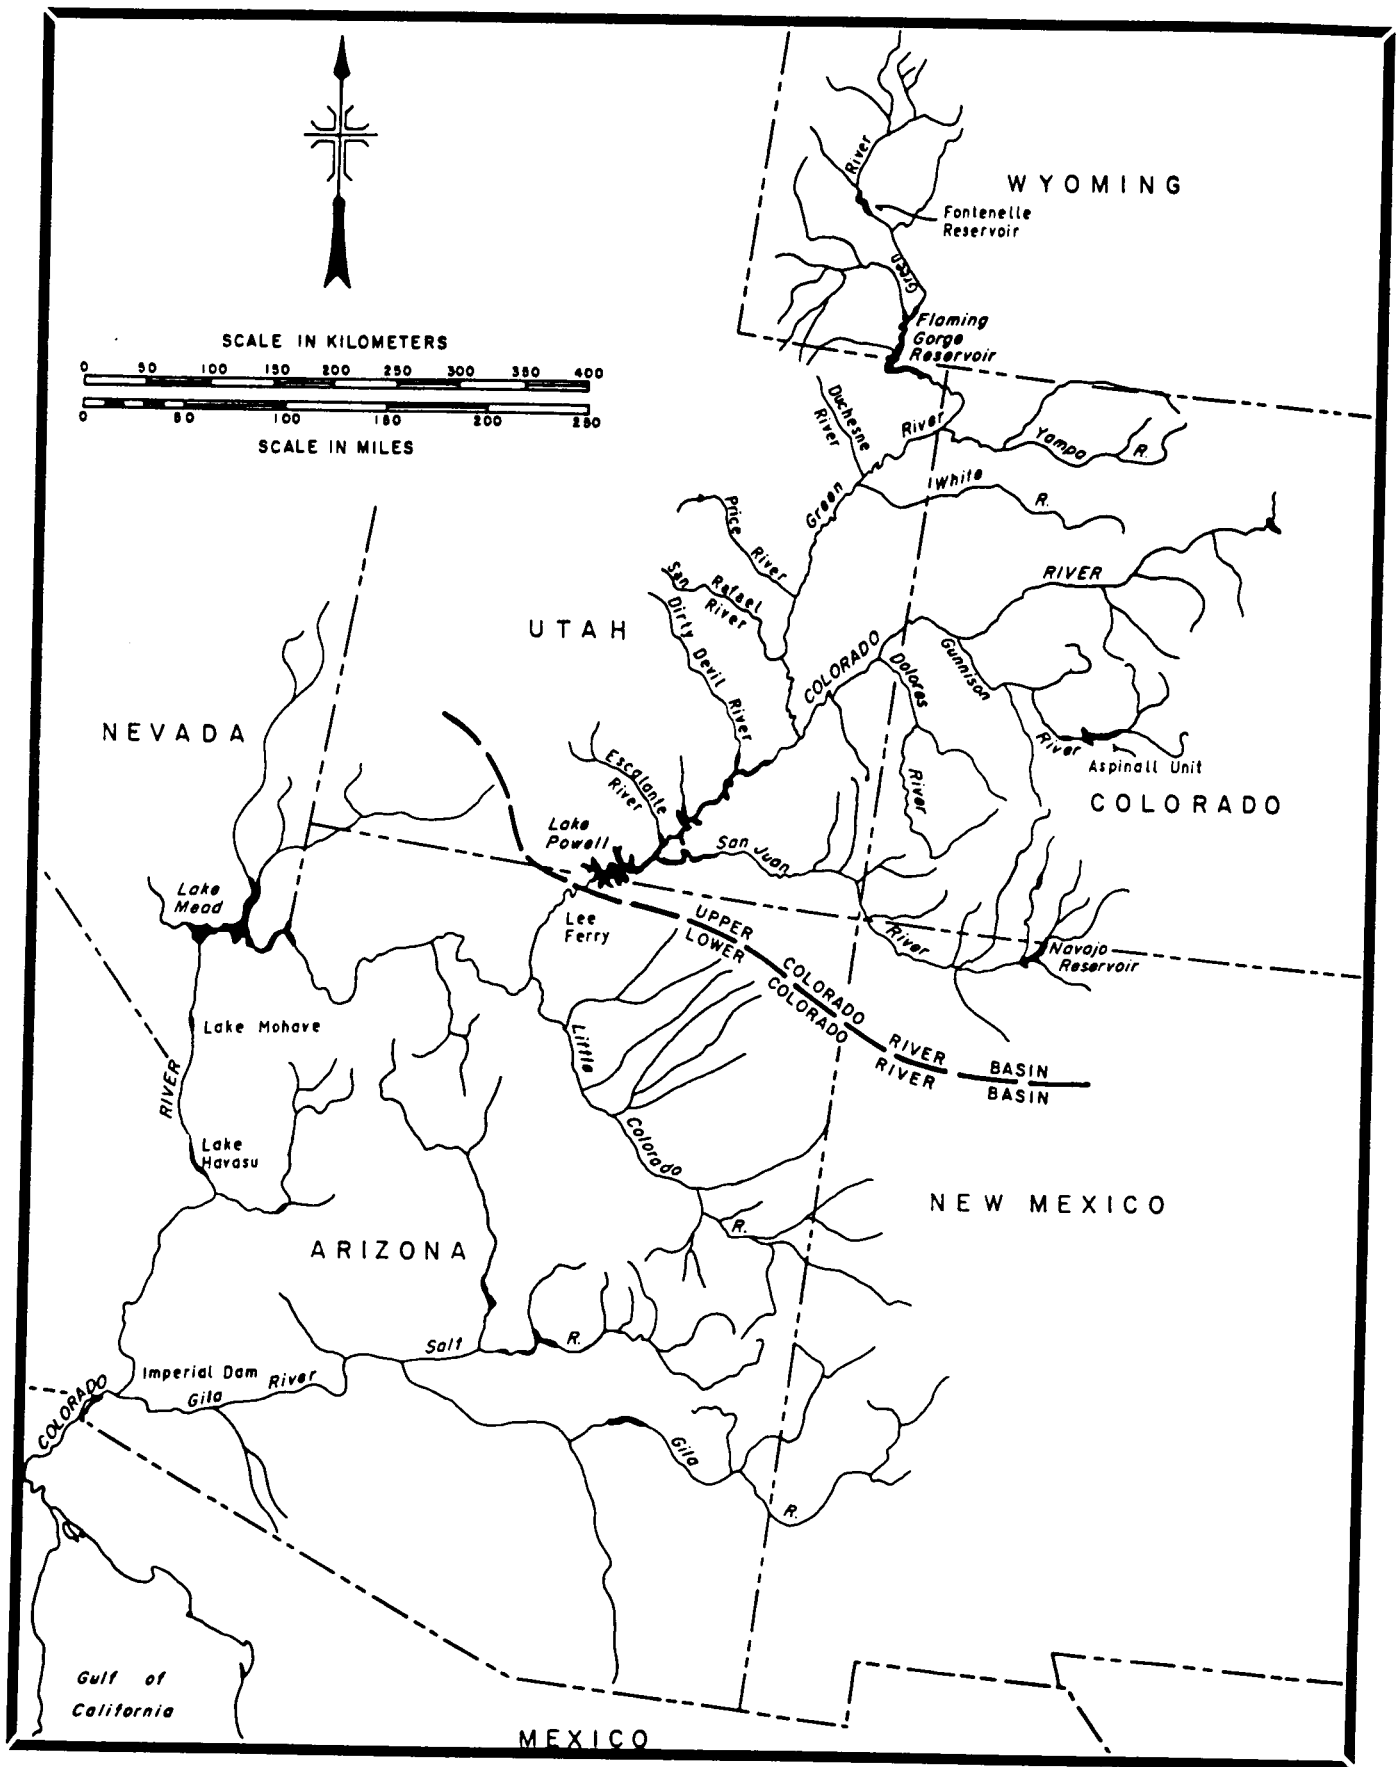 WYOMING
River
Fontenelle
Reservoir
Green
Flaming
Gorge
Reservoir
SCALE IN KILOMETERS
0 50 100 150 200 250 300 350 400
0 50 100 150 200 250
SCALE IN MILES
Duchesne
River
River
Yampa
R.
Green
White
R.
Price
River
San
Rafael
River
Dirty Devil River
UTAH
RIVER
COLORADO
Gunnison
River
Dolores
River
Aspinall Unit
COLORADO
NEVADA
Escalante
River
Lake
Powell
San Juan
River
Lake
Mead
Lee
Ferry
UPPER
LOWER
COLORADO
COLORADO
RIVER
RIVER
BASIN
BASIN
Navajo
Reservoir
Lake Mohave
RIVER
Little
Colorado
R.
Lake
Havasu
NEW MEXICO
ARIZONA
Salt
R.
Imperial Dam
Gila
River
COLORADO
Gila
R.
Gulf of
California
MEXICO